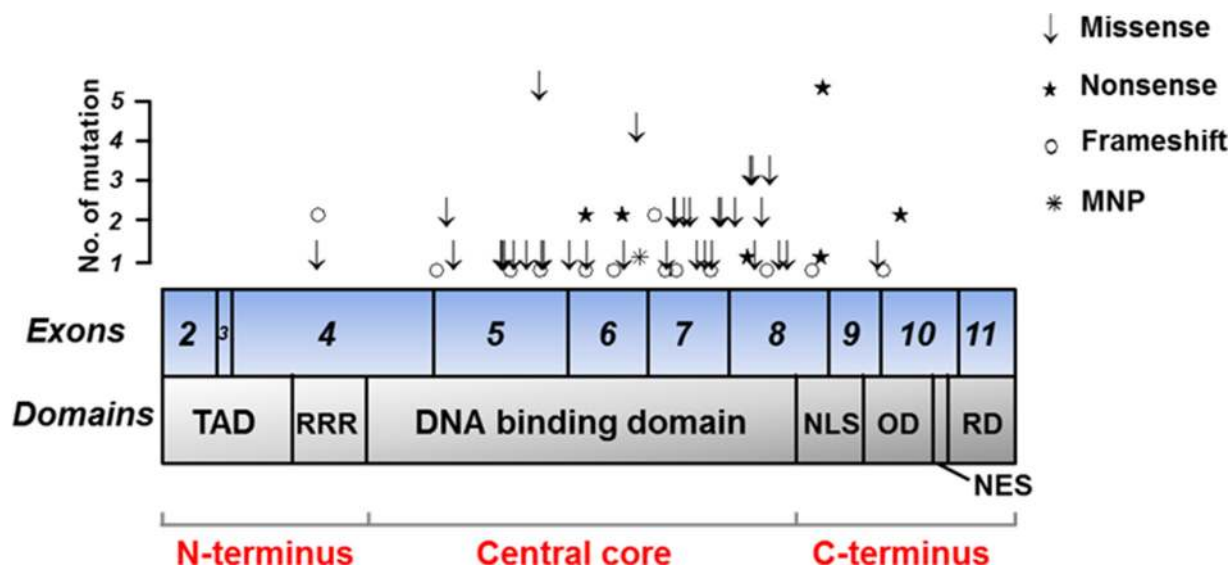 Missense
Nonsense
Frameshift
MNP
No. of mutation
5
4
3
2
1
Exons
2 3 4 5 6 7 8 9 10 11
Domains
TAD RRR DNA binding domain NLS OD RD
NES
N-terminus Central core C-terminus